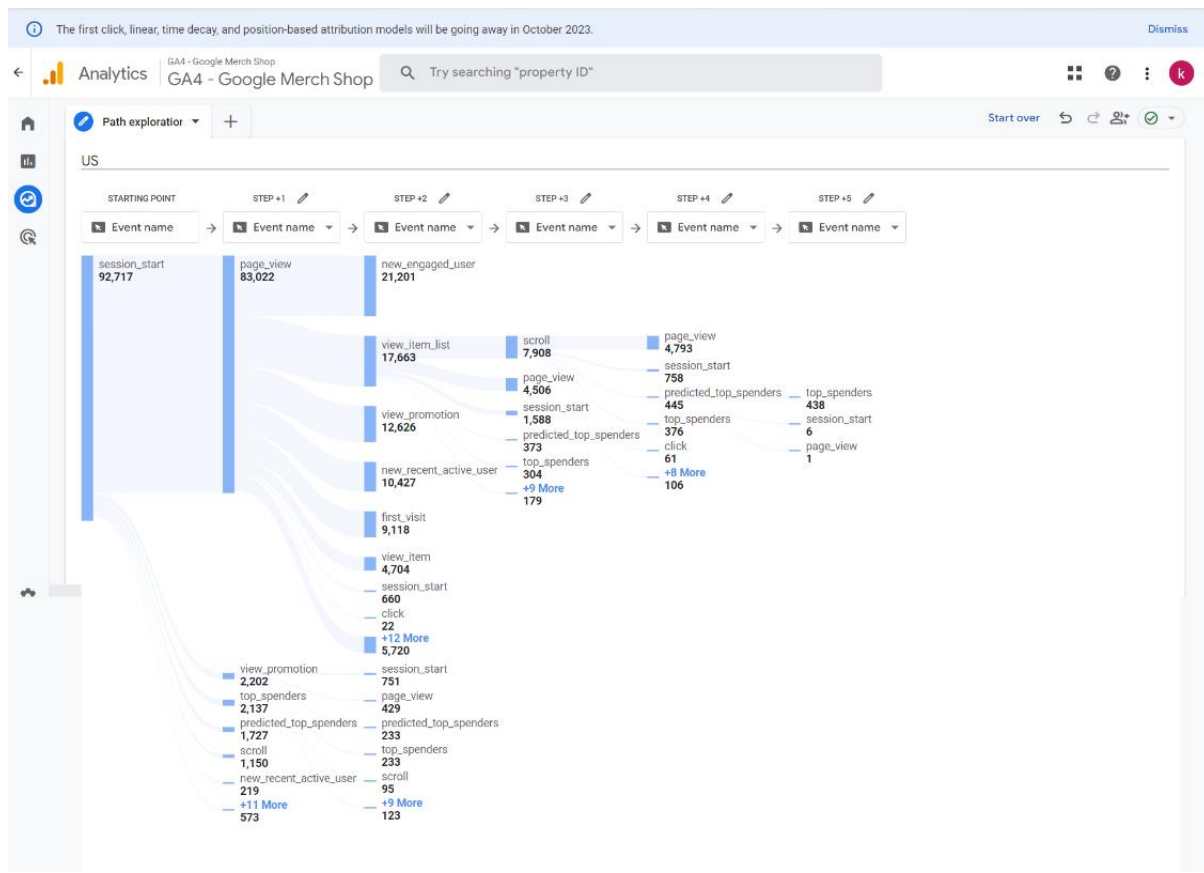 The first click, linear, time decay, and position-based attribution models will be going away in October 2023.
Dismiss
Analytics
GA4 - Google Merch Shop
GA4 - Google Merch Shop
Try searching "property ID"
k
Path exploration
Start over
US
STARTING POINT
STEP +1
STEP +2
STEP +3
STEP +4
STEP +5
Event name
Event name
Event name
Event name
Event name
Event name
session_start
92,717
page_view
83,022
view_promotion
2,202
top_spenders
2,137
predicted_top_spenders
1,727
scroll
1,150
new_recent_active_user
219
+11 More
573
new_engaged_user
21,201
view_item_list
17,663
view_promotion
12,626
new_recent_active_user
10,427
first_visit
9,118
view_item
4,704
session_start
660
click
22
+12 More
5,720
session_start
751
page_view
429
predicted_top_spenders
233
top_spenders
233
scroll
95
+9 More
123
scroll
7,908
page_view
4,506
session_start
1,588
predicted_top_spenders
373
top_spenders
304
+9 More
179
page_view
4,793
session_start
758
predicted_top_spenders
445
top_spenders
376
click
61
+8 More
106
top_spenders
438
session_start
6
page_view
1